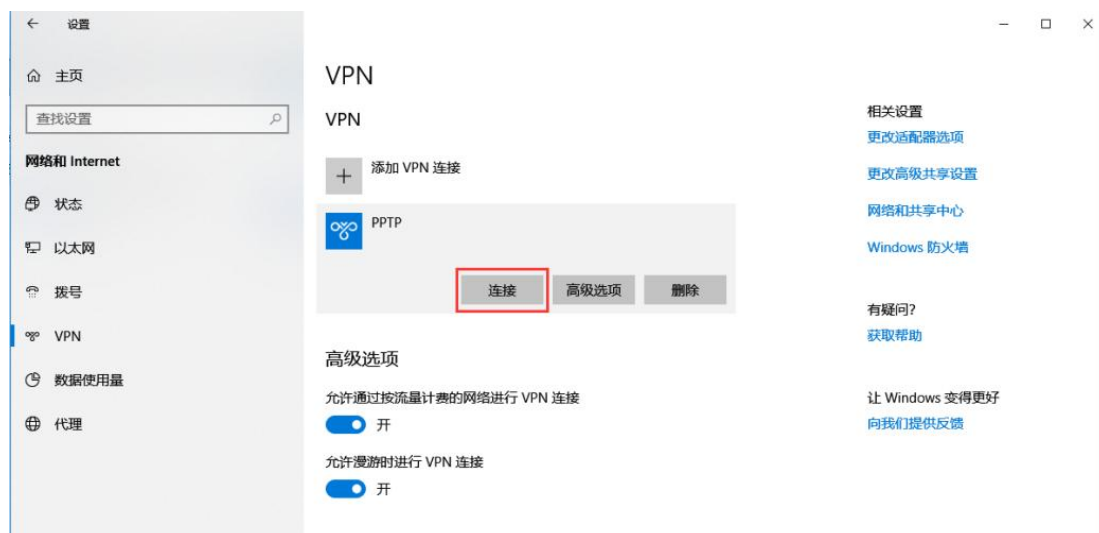 设置
主页
查找设置
网络和 Internet
状态
以太网
拨号
VPN
数据使用量
代理
VPN
VPN
添加 VPN 连接
PPTP
连接 高级选项 删除
高级选项
允许通过按流量计费的网络进行 VPN 连接
开
允许漫游时进行 VPN 连接
开
相关设置
更改适配器选项
更改高级共享设置
网络和共享中心
Windows 防火墙
有疑问?
获取帮助
让 Windows 变得更好
向我们提供反馈